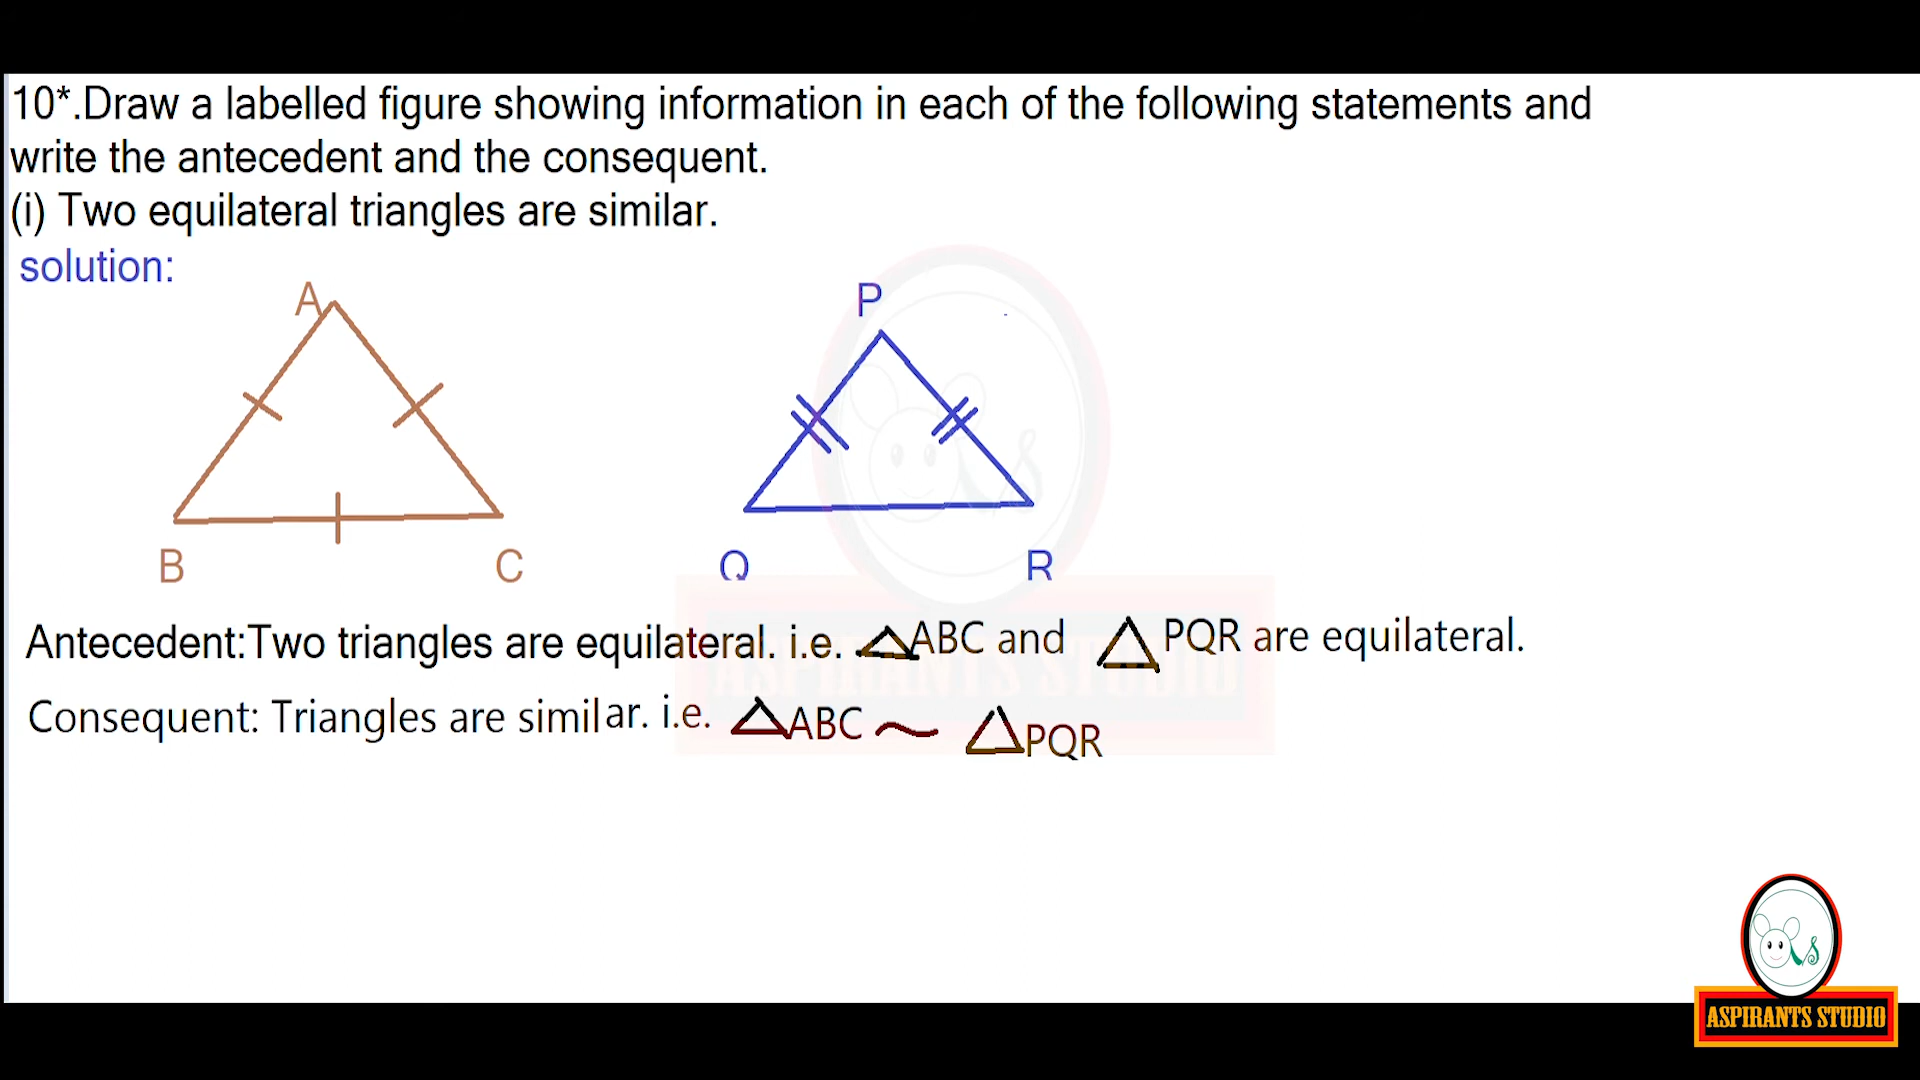 10*.Draw a labelled figure showing information in each of the following statements and
write the antecedent and the consequent.
(i) Two equilateral triangles are similar.
solution:
A
P
B
C
Q
R
Antecedent:Two triangles are equilateral. i.e. △ABC and △PQR are equilateral.
Consequent: Triangles are similar. i.e. △ABC ~ △PQR
ASPIRANTS STUDIO
ASPIRANTS STUDIO